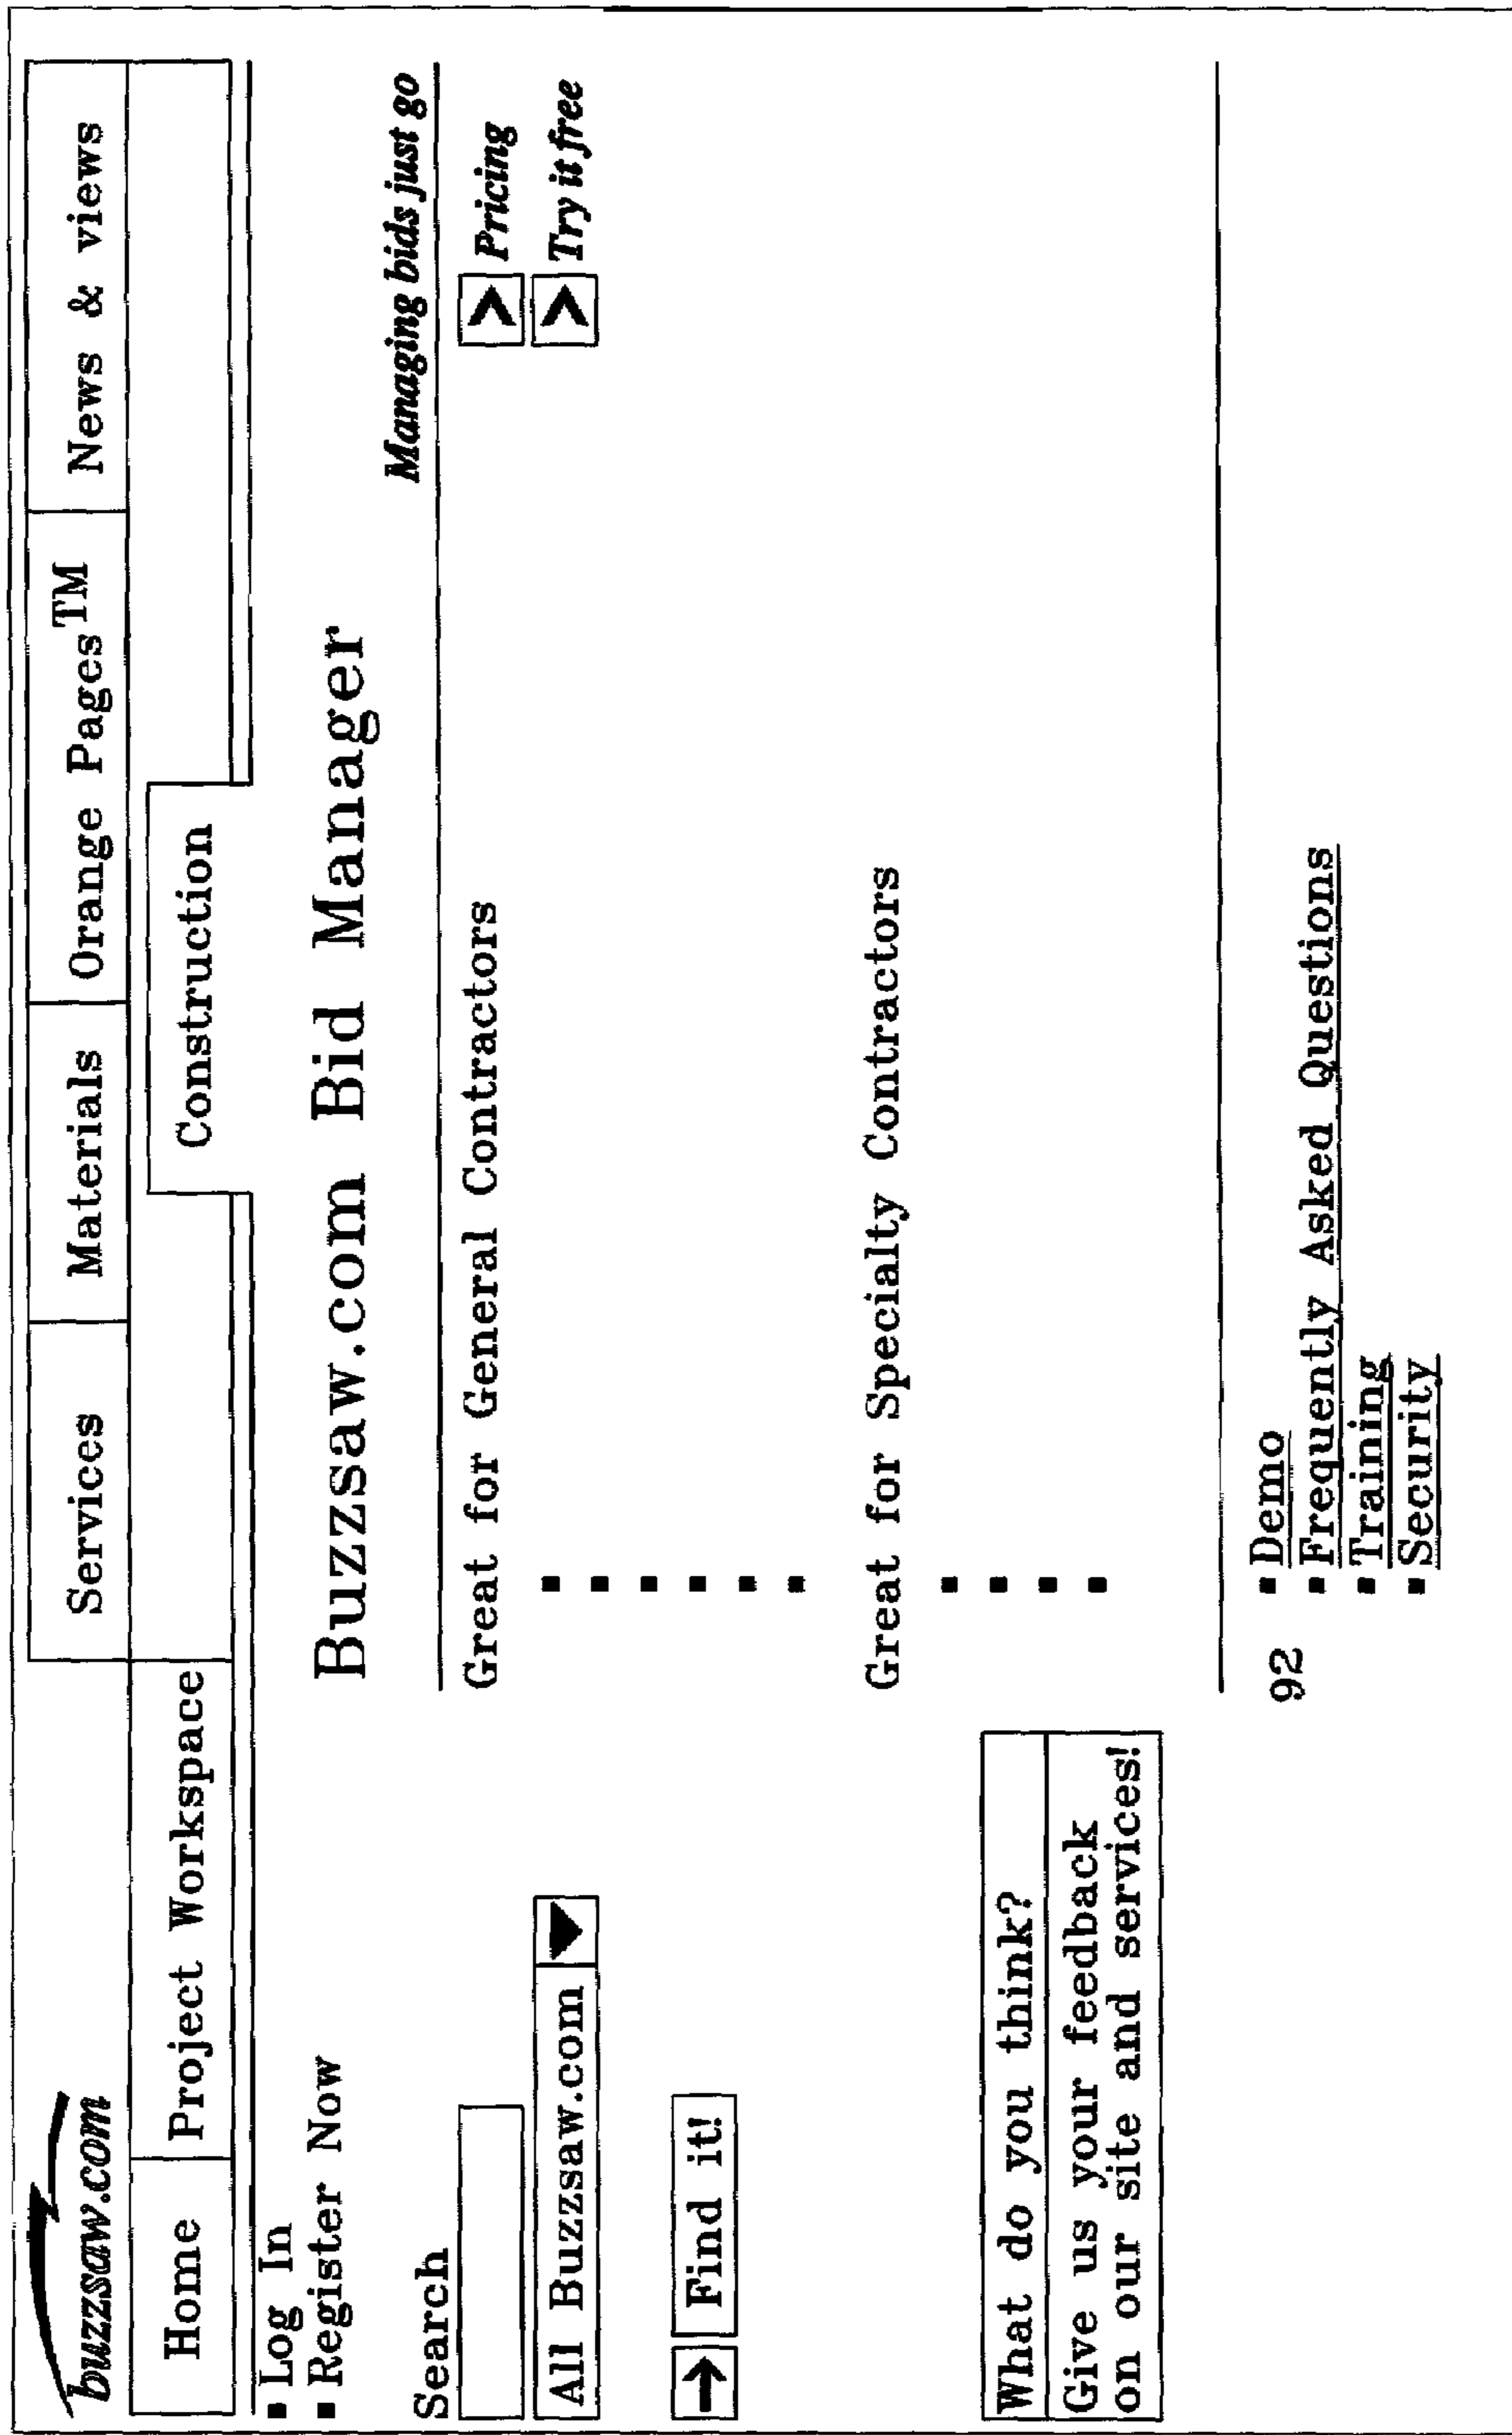 buzzsaw.com
Services Materials Orange Pages™ News & views
Home Project Workspace Construction
▪ Log In
▪ Register Now
Buzzsaw.com Bid Manager
Managing bids just go
Search
All Buzzsaw.com
Find it!
Great for General Contractors
> Pricing
> Try it free
Great for Specialty Contractors
What do you think?
Give us your feedback
on our site and services!
92
▪ Demo
▪ Frequently Asked Questions
▪ Training
▪ Security